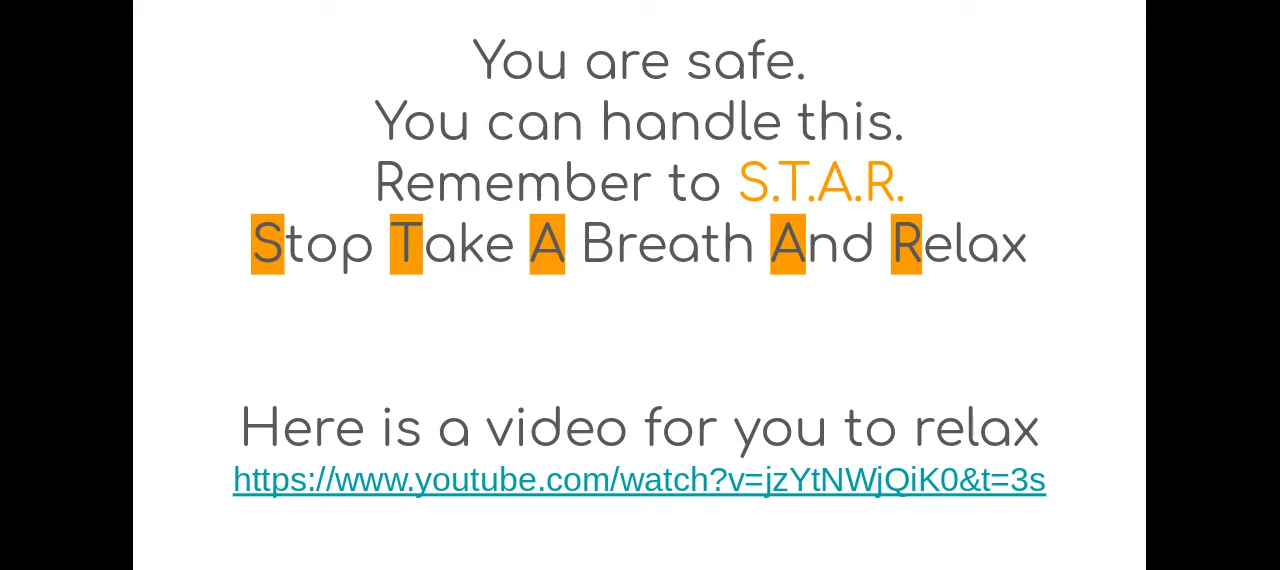 You are safe.
You can handle this.
Remember to S.T.A.R.
Stop Take A Breath And Relax
Here is a video for you to relax
https://www.youtube.com/watch?v=jzYtNWjQiK0&t=3s